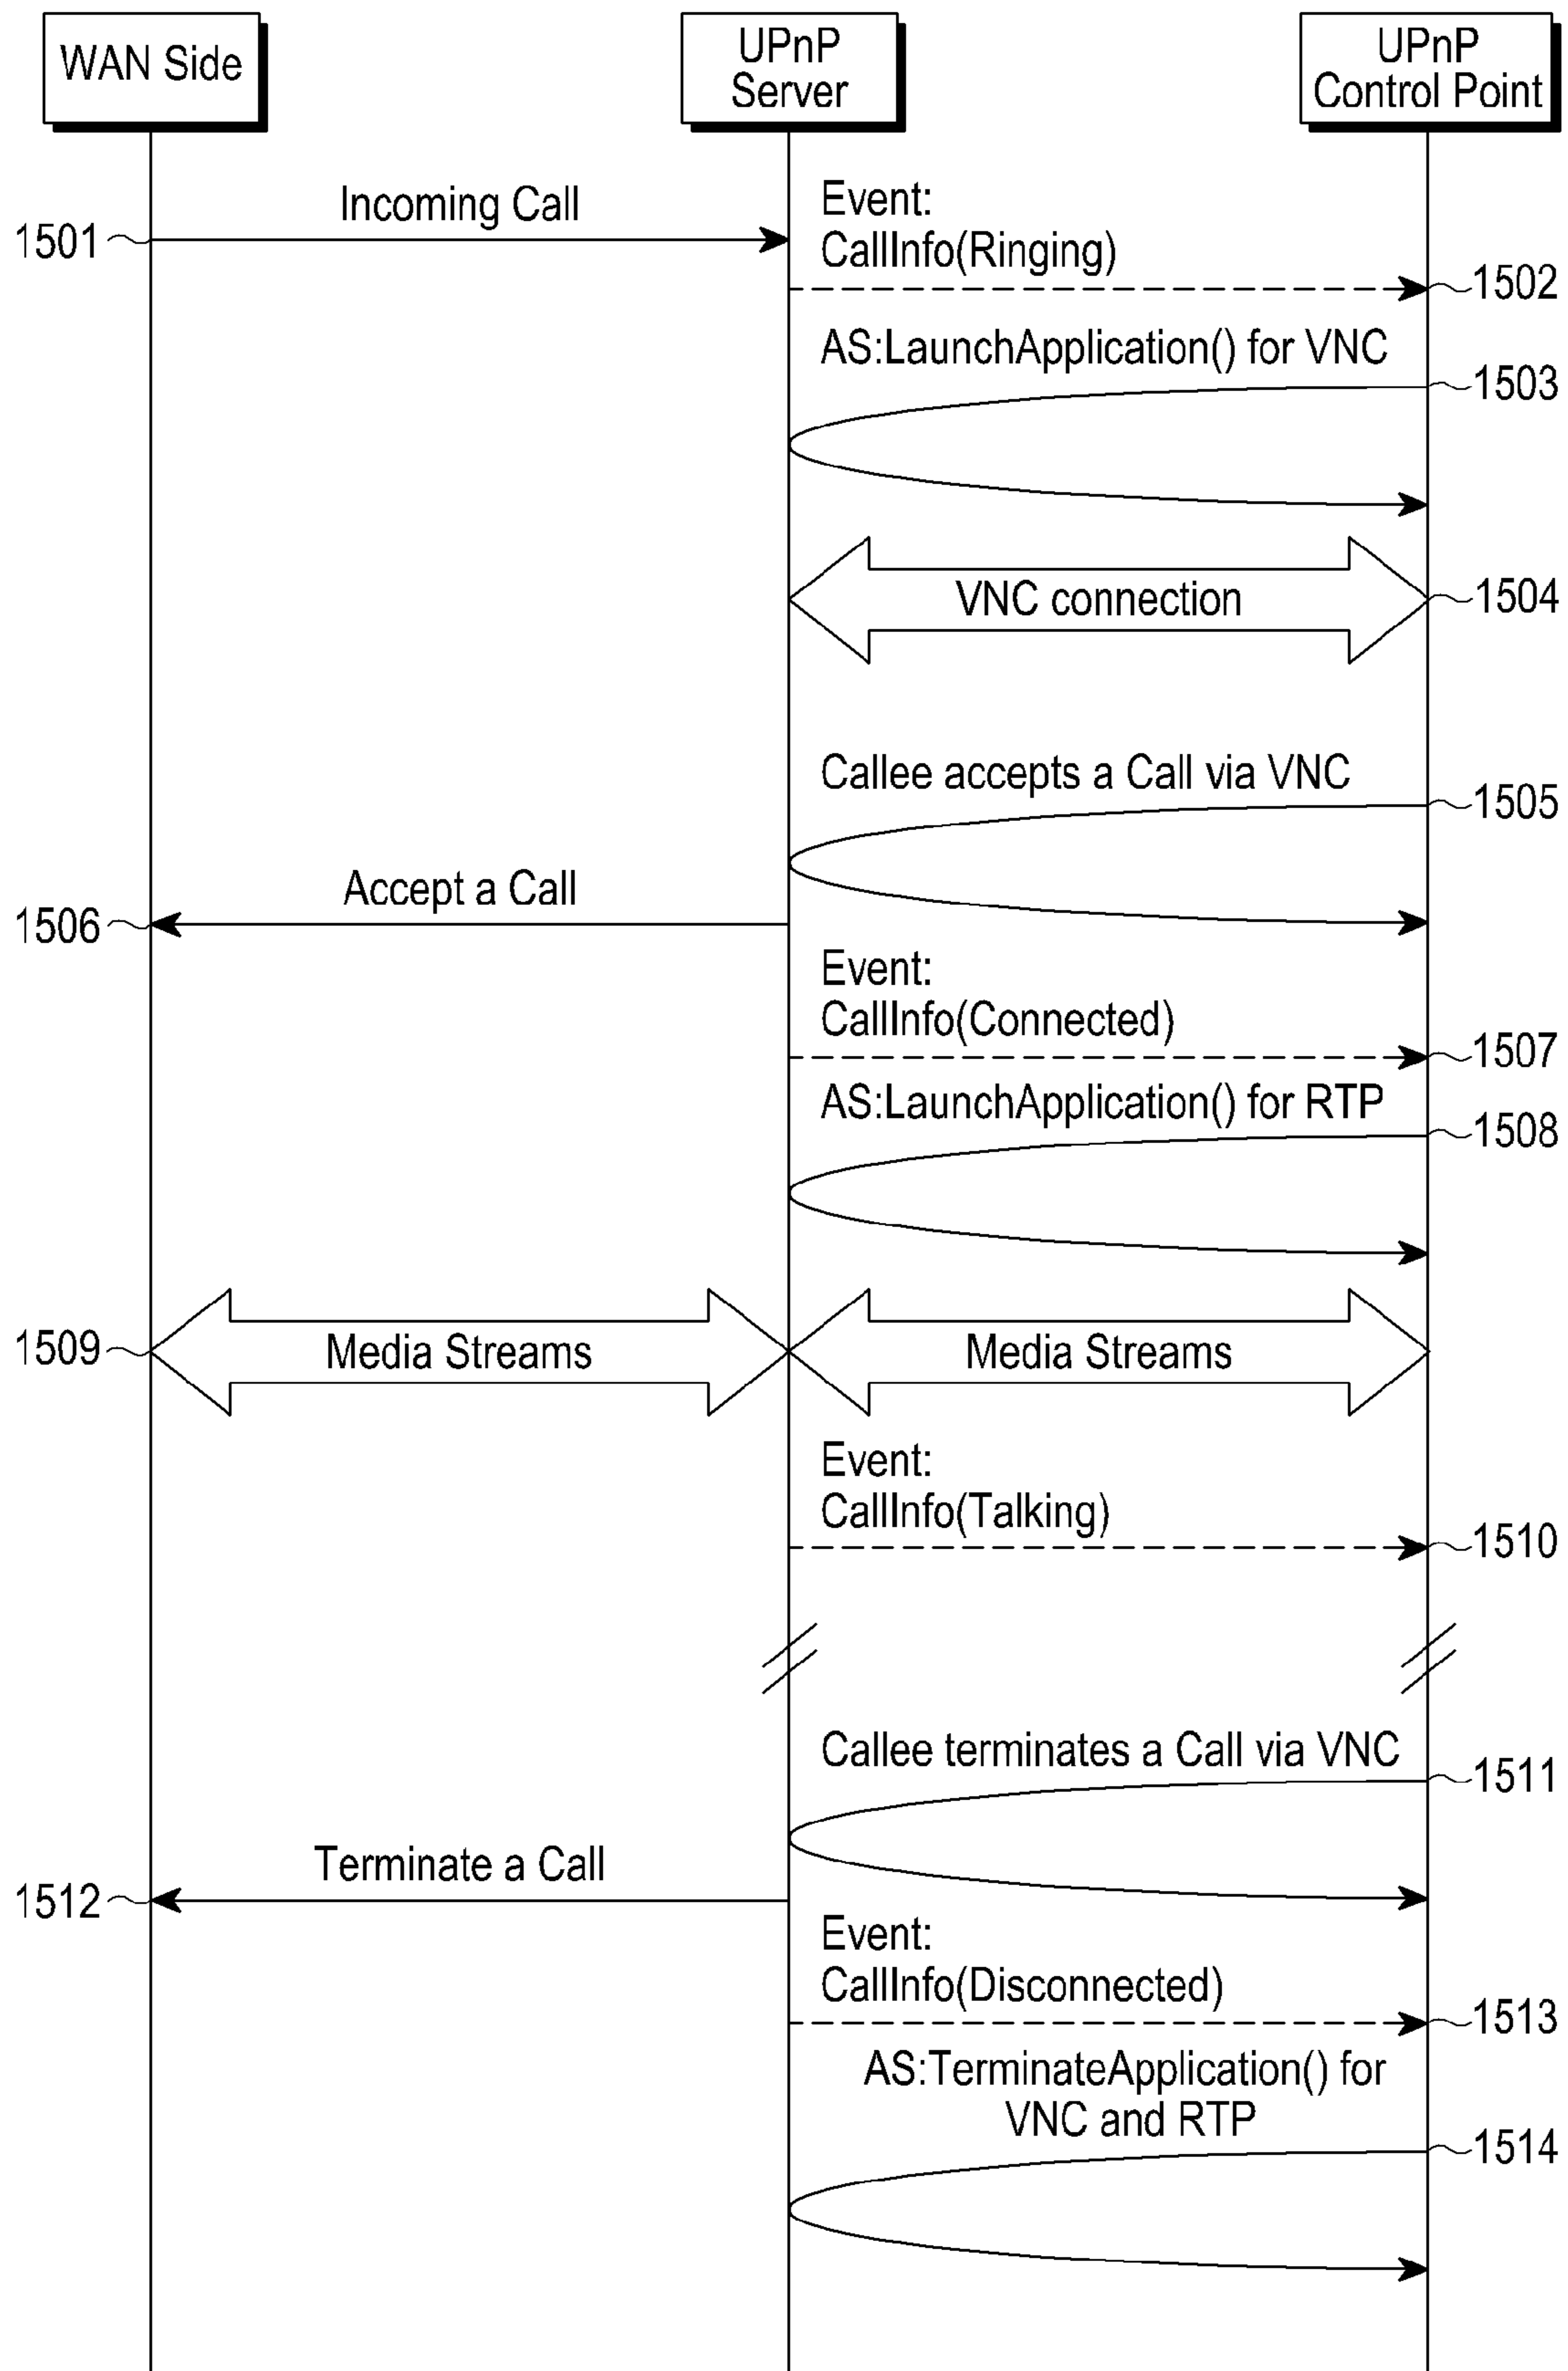 WAN Side
UPnP
Server
UPnP
Control Point
Incoming Call
1501
Event:
CallInfo(Ringing)
1502
AS:LaunchApplication() for VNC
1503
VNC connection
1504
Callee accepts a Call via VNC
1505
Accept a Call
1506
Event:
CallInfo(Connected)
1507
AS:LaunchApplication() for RTP
1508
1509
Media Streams
Media Streams
Event:
CallInfo(Talking)
1510
Callee terminates a Call via VNC
1511
Terminate a Call
1512
Event:
CallInfo(Disconnected)
1513
AS:TerminateApplication() for
VNC and RTP
1514